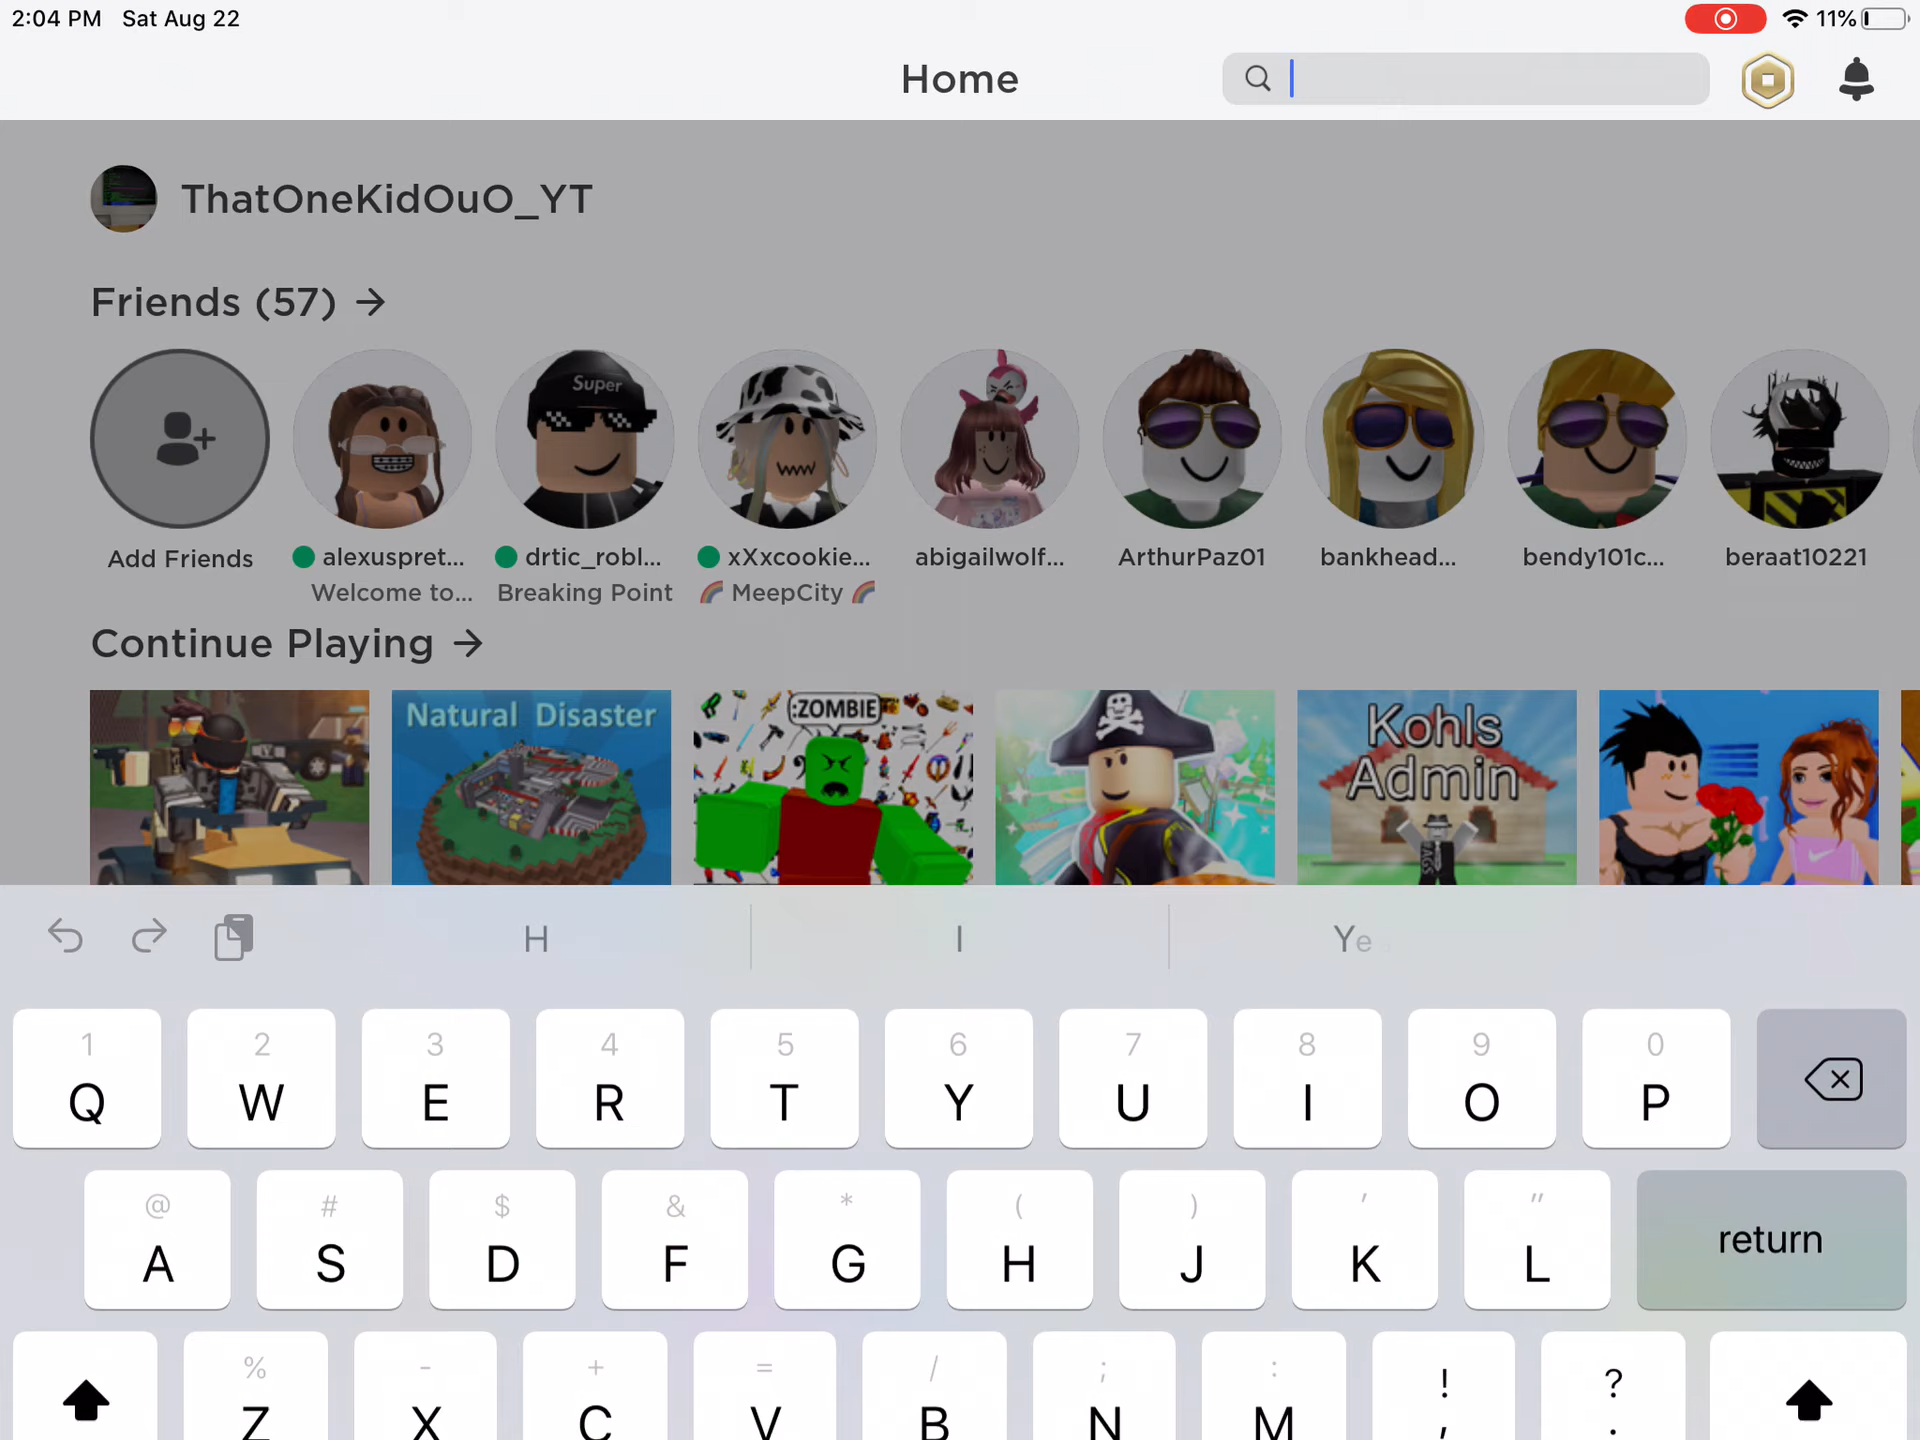 2:04 PM Sat Aug 22 11%
Home
ThatOneKidOuO_YT
Friends (57) →
Super
Add Friends alexuspret... drtic_robl... xXxcookie... abigailwolf... ArthurPaz01 bankhead... bendy101c... beraat10221
Welcome to... Breaking Point 🌈 MeepCity 🌈
Continue Playing →
Natural Disaster :ZOMBIE Kohls Admin
H I Ye
1 2 3 4 5 6 7 8 9 0
Q W E R T Y U I O P
@ # $ & * ( ) ' "
A S D F G H J K L return
% - + = / ; : ! ?
Z X C V B N M , .